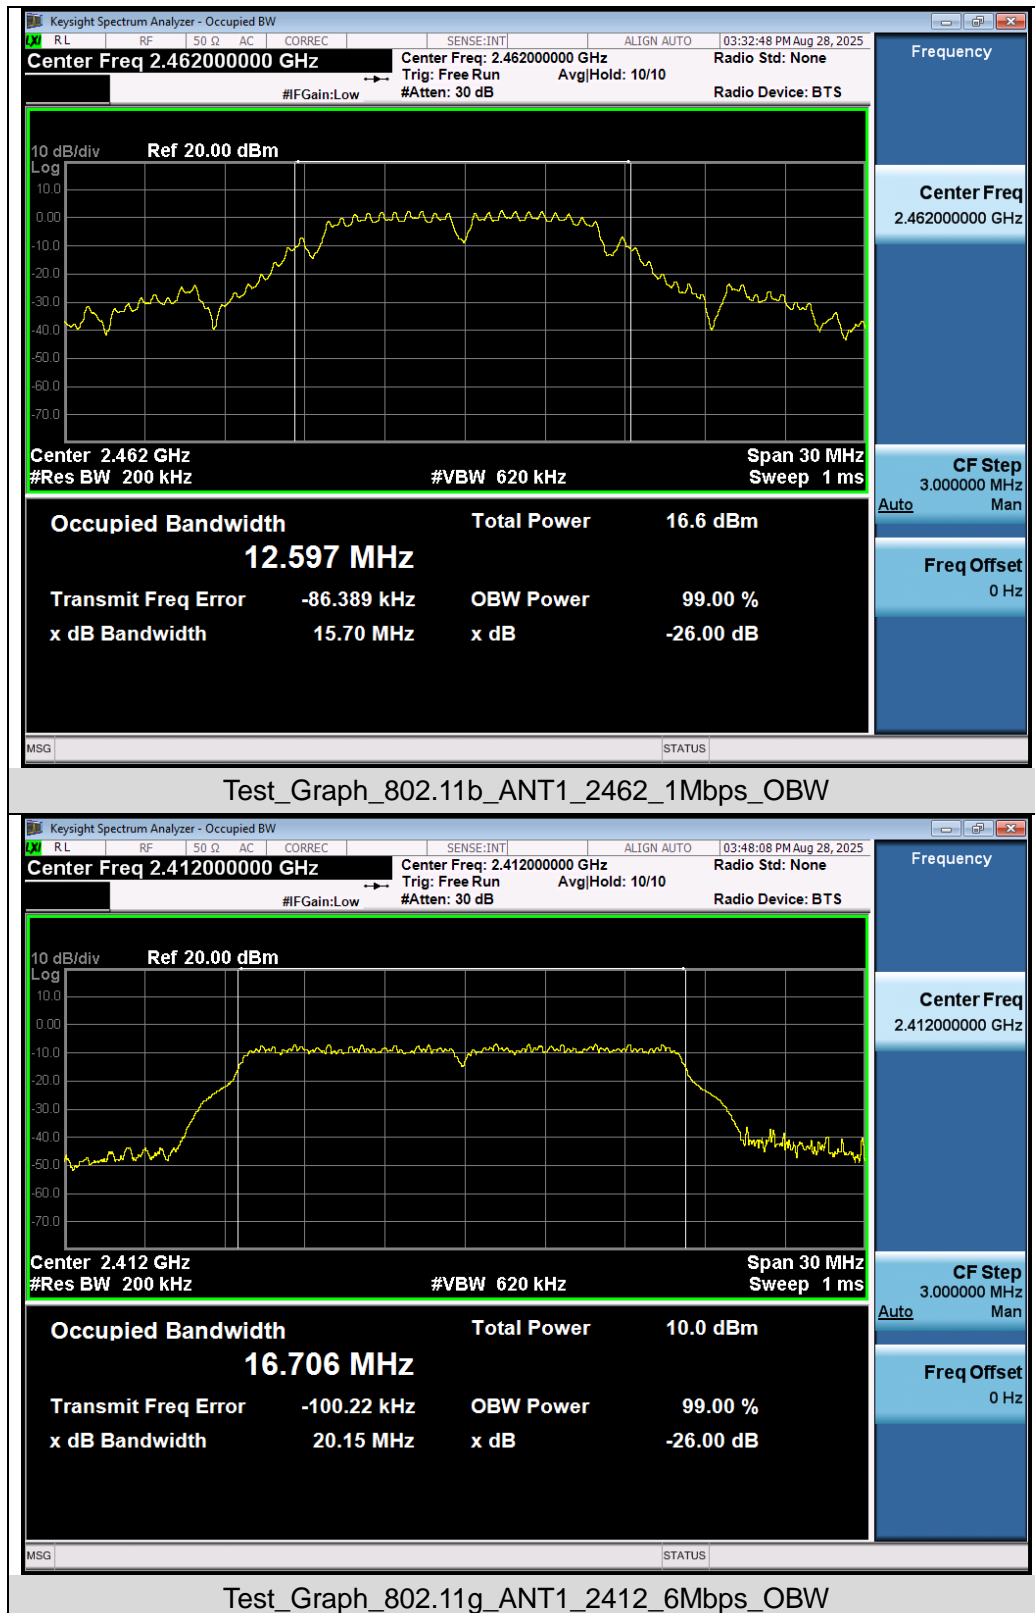 Keysight Spectrum Analyzer - Occupied BW
LXI RL RF 50 Ω AC CORREC SENSE:INT ALIGN AUTO 03:32:48 PM Aug 28, 2025
Center Freq 2.462000000 GHz Center Freq: 2.462000000 GHz Radio Std: None Frequency
Trig: Free Run Avg|Hold: 10/10
#IFGain:Low #Atten: 30 dB Radio Device: BTS
10 dB/div Ref 20.00 dBm
Log
10.0
0.00
-10.0
-20.0
-30.0
-40.0
-50.0
-60.0
-70.0
Center Freq
2.462000000 GHz
Center 2.462 GHz Span 30 MHz
#Res BW 200 kHz #VBW 620 kHz Sweep 1 ms
CF Step
3.000000 MHz
Auto Man
Occupied Bandwidth Total Power 16.6 dBm
12.597 MHz
Transmit Freq Error -86.389 kHz OBW Power 99.00 %
x dB Bandwidth 15.70 MHz x dB -26.00 dB
Freq Offset
0 Hz
MSG STATUS
Test_Graph_802.11b_ANT1_2462_1Mbps_OBW
Keysight Spectrum Analyzer - Occupied BW
LXI RL RF 50 Ω AC CORREC SENSE:INT ALIGN AUTO 03:48:08 PM Aug 28, 2025
Center Freq 2.412000000 GHz Center Freq: 2.412000000 GHz Radio Std: None Frequency
Trig: Free Run Avg|Hold: 10/10
#IFGain:Low #Atten: 30 dB Radio Device: BTS
10 dB/div Ref 20.00 dBm
Log
10.0
0.00
-10.0
-20.0
-30.0
-40.0
-50.0
-60.0
-70.0
Center Freq
2.412000000 GHz
Center 2.412 GHz Span 30 MHz
#Res BW 200 kHz #VBW 620 kHz Sweep 1 ms
CF Step
3.000000 MHz
Auto Man
Occupied Bandwidth Total Power 10.0 dBm
16.706 MHz
Transmit Freq Error -100.22 kHz OBW Power 99.00 %
x dB Bandwidth 20.15 MHz x dB -26.00 dB
Freq Offset
0 Hz
MSG STATUS
Test_Graph_802.11g_ANT1_2412_6Mbps_OBW